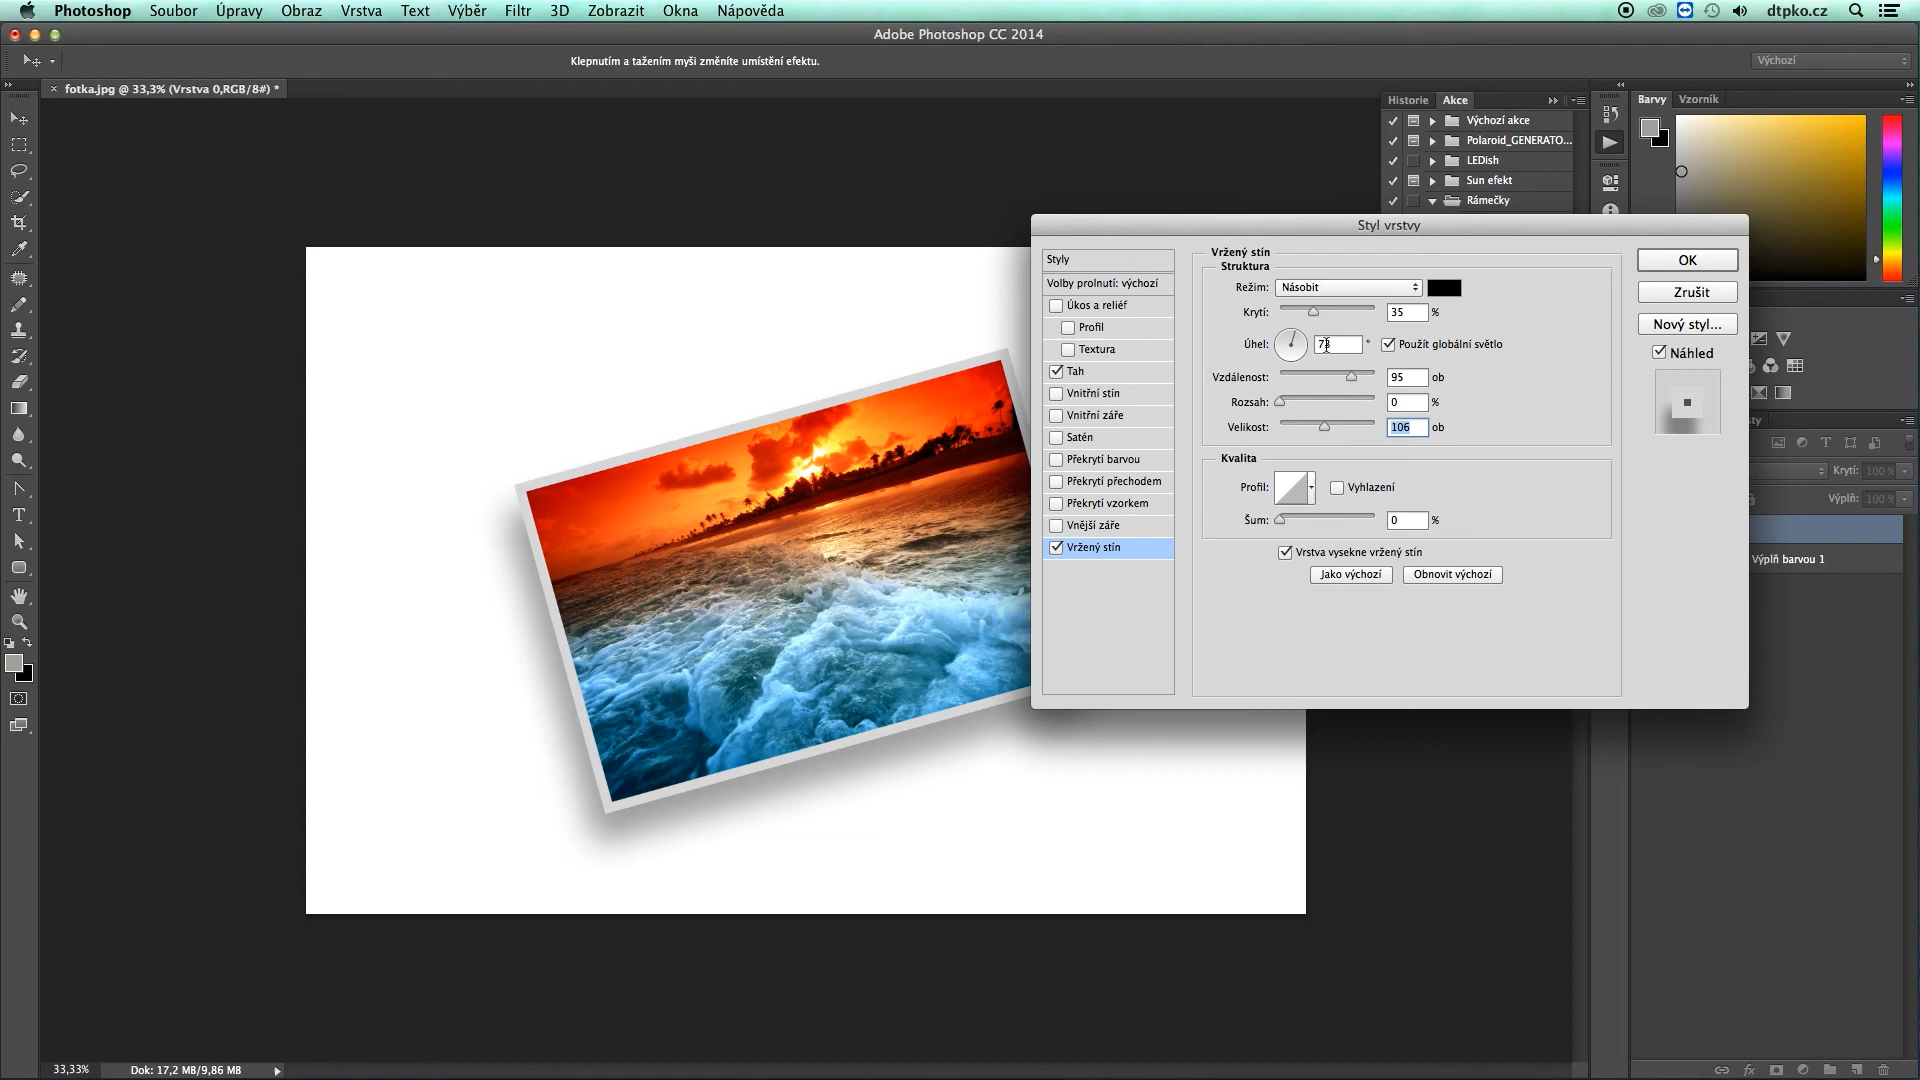 Photoshop Soubor Úpravy Obraz Vrstva Text Výběr Filtr 3D Zobrazit Okna Nápověda dtpko.cz
Adobe Photoshop CC 2014
Klepnutím a tažením myši změníte umístění efektu.
Výchozí
fotka.jpg @ 33,3% (Vrstva 0,RGB/8#) *
Historie Akce
Výchozí akce
Polaroid_GENERATO...
LEDish
Sun efekt
Rámečky
Barvy Vzorník
Styl vrstvy
Styly
Volby prolnutí: výchozí
Úkos a reliéf
Profil
Textura
Tah
Vnitřní stín
Vnitřní záře
Satén
Překrytí barvou
Překrytí přechodem
Překrytí vzorkem
Vnější záře
Vržený stín
Vržený stín
Struktura
Režim: Násobit
Krytí: 35 %
Úhel: ° Použít globální světlo
Vzdálenost: 95 ob
Rozsah: 0 %
Velikost: 106 ob
Kvalita
Profil: Vyhlazení
Šum: 0 %
Vrstva vysekne vržený stín
Jako výchozí Obnovit výchozí
OK
Zrušit
Nový styl...
Náhled
Krytí: 100 %
Výplň: 100 %
Výplň barvou 1
33,33% Dok: 17,2 MB/9,86 MB